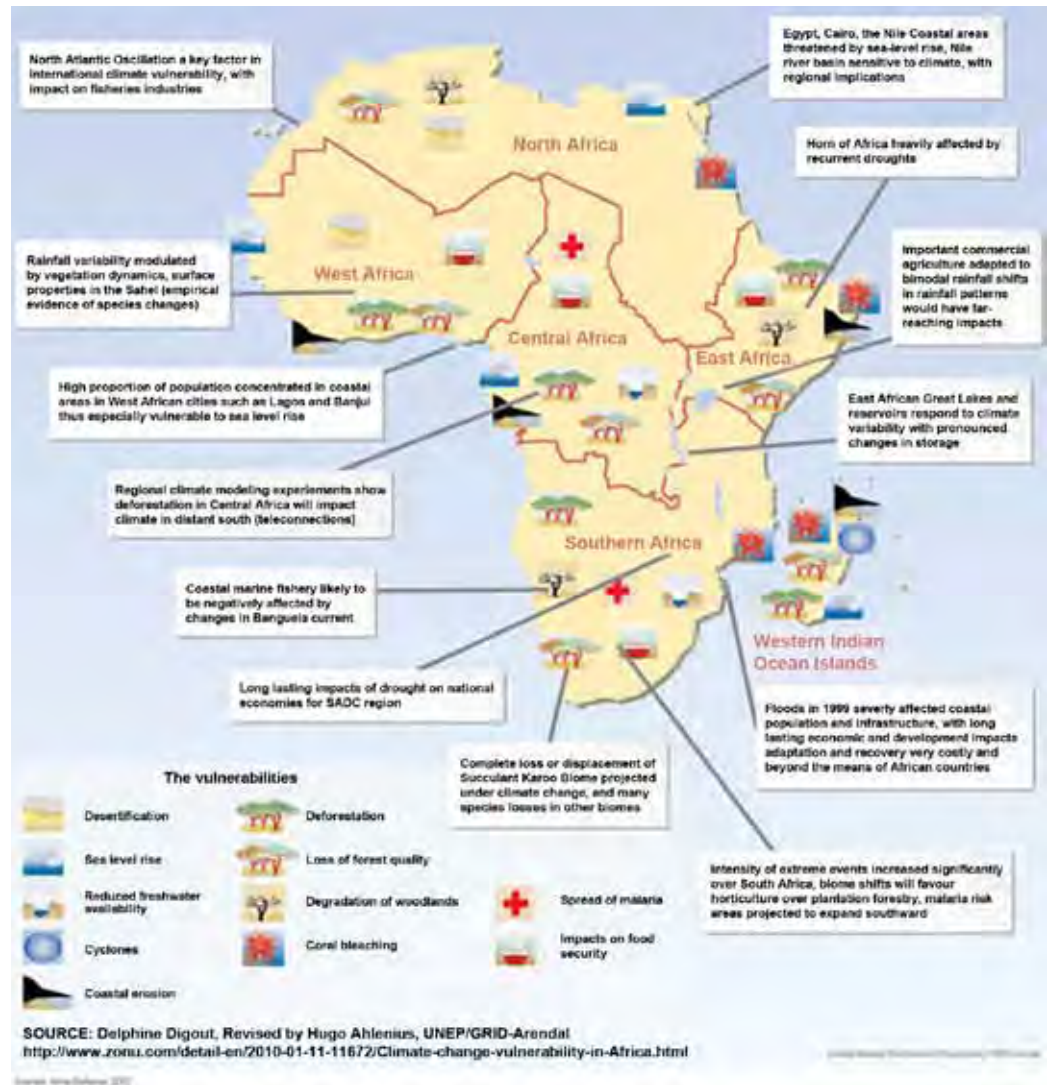 North Atlantic Oscillation a key factor in
international climate vulnerability, with
impact on fisheries industries
Egypt, Cairo, the Nile Coastal areas
threatened by sea-level rise, Nile
river basin sensitive to climate, with
regional implications
North Africa
Horn of Africa heavily affected by
recurrent droughts
Rainfall variability modulated
by vegetation dynamics, surface
properties in the Sahel (empirical
evidence of species changes)
West Africa
Important commercial
agriculture adapted to
bimodal rainfall shifts
in rainfall patterns
would have far-
reaching impacts
Central Africa
East Africa
High proportion of population concentrated in coastal
areas in West African cities such as Lagos and Banjul
thus especially vulnerable to sea level rise
East African Great Lakes and
reservoirs respond to climate
variability with pronounced
changes in storage
Regional climate modeling experiements show
deforestation in Central Africa will impact
climate in distant south (teleconnections)
Southern Africa
Coastal marine fishery likely to
be negatively affected by
changes in Banguela current
Western Indian
Ocean Islands
Long lasting impacts of drought on national
economies for SADC region
Floods in 1999 severty affected coastal
population and infrastructure, with long
lasting economic and development impacts
adaptation and recovery very costly and
beyond the means of African countries
Complete loss or displacement of
Succulant Karoo Biome projected
under climate change, and many
species losses in other biomes
Intensity of extreme events increased significantly
over South Africa, biome shifts will favour
horticulture over plantation forestry, malaria risk
areas projected to expand southward
The vulnerabilities
Desertification
Deforestation
Sea level rise
Loss of forest quality
Reduced freshwater
availability
Degradation of woodlands
Spread of malaria
Cyclones
Coral bleaching
Impacts on food
security
Coastal erosion
SOURCE: Delphine Digout, Revised by Hugo Ahlenius, UNEP/GRID-Arendal
http://www.zonu.com/detail-en/2010-01-11-11672/Climate-change-vulnerability-in-Africa.html